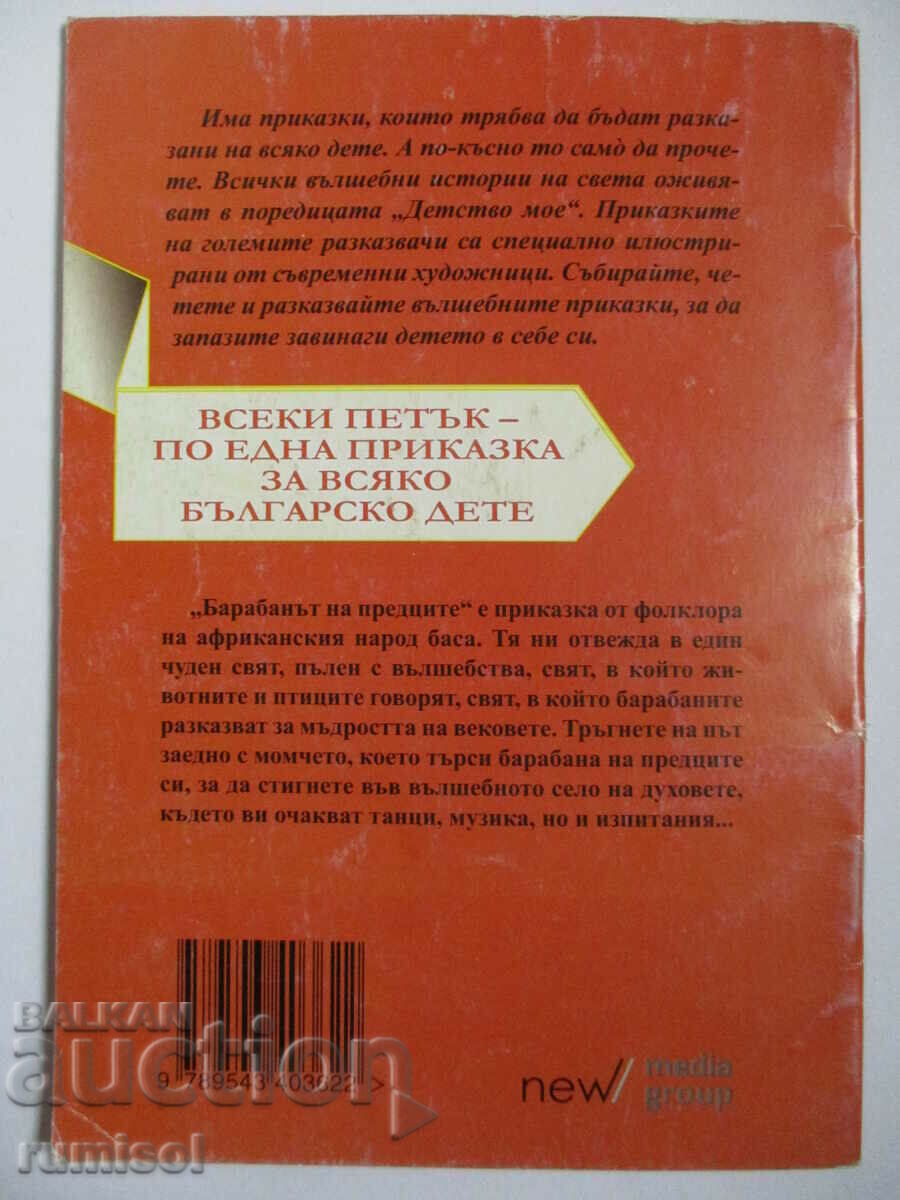 Има приказки, които трябва да бъдат разка-
зани на всяко дете. А по-късно то само̀ да проче-
те. Всички вълшебни истории на света оживя-
ват в поредицата „Детство мое“. Приказките
на големите разказвачи са специално илюстри-
рани от съвременни художници. Събирайте, че-
тете и разказвайте вълшебните приказки, за да
запазите завинаги детето в себе си.
ВСЕКИ ПЕТЪК –
ПО ЕДНА ПРИКАЗКА
ЗА ВСЯКО
БЪЛГАРСКО ДЕТЕ
„Барабанът на предците“ е приказка от фолклора
на африканския народ баса. Тя ни отвежда в един
чуден свят, пълен с вълшебства, свят, в който жи-
вотните и птиците говорят, свят, в който барабаните
разказват за мъдростта на вековете. Тръгнете на път
заедно с момчето, което търси барабана на предците
си, за да стигнете във вълшебното село на духовете,
където ви очакват танци, музика, но и изпитания...
9 789543 403622 >
new media
group
BALKAN
auction
rumisol